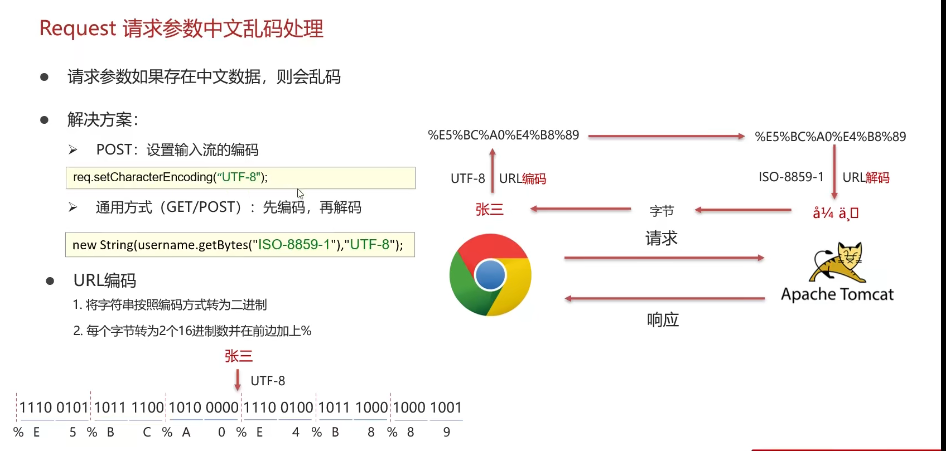 Request 请求参数中文乱码处理
● 请求参数如果存在中文数据，则会乱码
● 解决方案：
➢ POST：设置输入流的编码
req.setCharacterEncoding(“UTF-8");
➢ 通用方式（GET/POST）：先编码，再解码
new String(username.getBytes("ISO-8859-1"),"UTF-8");
● URL编码
1. 将字符串按照编码方式转为二进制
2. 每个字节转为2个16进制数并在前边加上%
张三
UTF-8
1110 0101 1011 1100 1010 0000 1110 0100 1011 1000 1000 1001
% E 5 % B C % A 0 % E 4 % B 8 % 8 9
%E5%BC%A0%E4%B8%89
%E5%BC%A0%E4%B8%89
UTF-8 URL编码
ISO-8859-1 URL解码
张三
字节
å¼ ä¸
请求
Apache Tomcat
响应